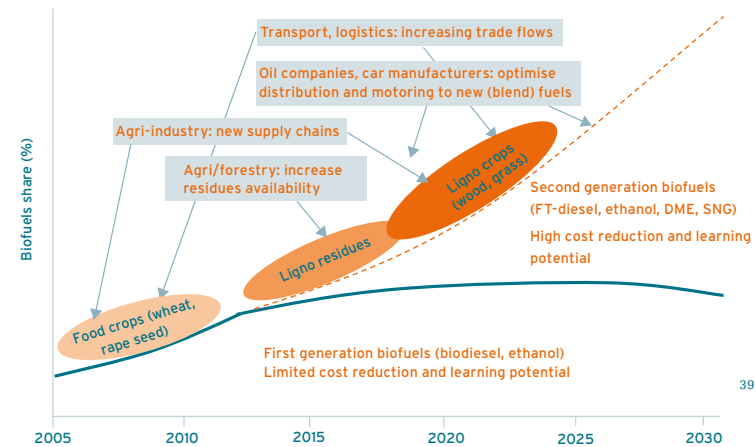 Transport, logistics: increasing trade flows
Oil companies, car manufacturers: optimise
distribution and motoring to new (blend) fuels
Agri-industry: new supply chains
Agri/forestry: increase
residues availability
Ligno crops
(wood, grass)
Second generation biofuels
(FT-diesel, ethanol, DME, SNG)
High cost reduction and learning
potential
Ligno residues
Food crops (wheat,
rape seed)
First generation biofuels (biodiesel, ethanol)
Limited cost reduction and learning potential
Biofuels share (%)
39
2005 2010 2015 2020 2025 2030